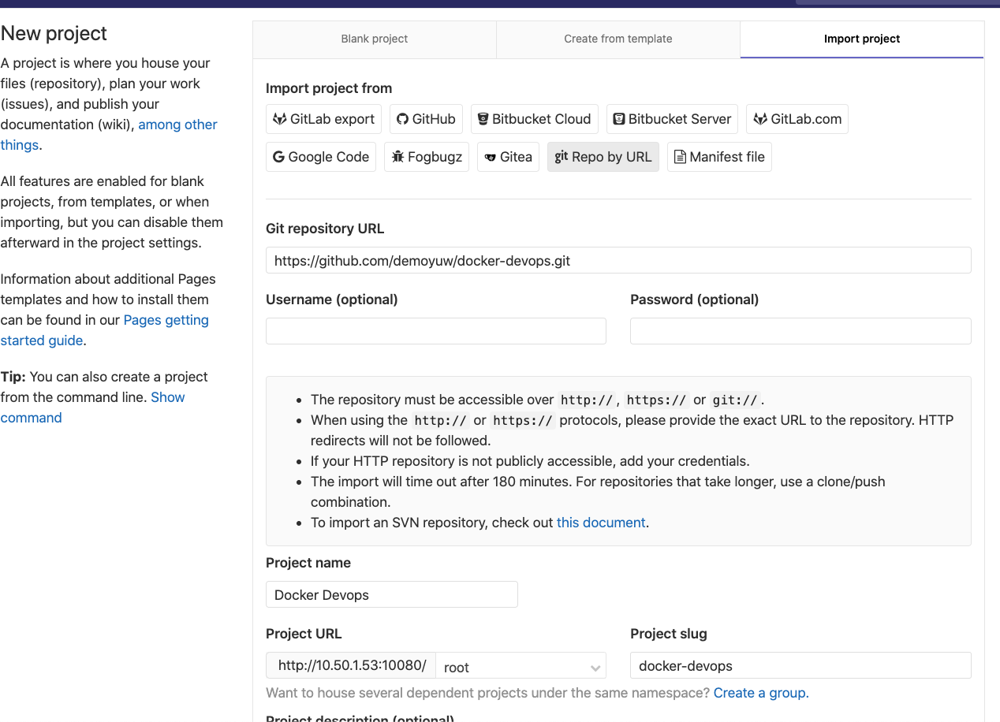 New project
A project is where you house your
files (repository), plan your work
(issues), and publish your
documentation (wiki), among other
things.
All features are enabled for blank
projects, from templates, or when
importing, but you can disable them
afterward in the project settings.
Information about additional Pages
templates and how to install them
can be found in our Pages getting
started guide.
Tip: You can also create a project
from the command line. Show
command
Blank project
Create from template
Import project
Import project from
GitLab export
GitHub
Bitbucket Cloud
Bitbucket Server
GitLab.com
Google Code
Fogbugz
Gitea
git Repo by URL
Manifest file
Git repository URL
https://github.com/demoyuw/docker-devops.git
Username (optional)
Password (optional)
• The repository must be accessible over http://, https:// or git://.
• When using the http:// or https:// protocols, please provide the exact URL to the repository. HTTP
redirects will not be followed.
• If your HTTP repository is not publicly accessible, add your credentials.
• The import will time out after 180 minutes. For repositories that take longer, use a clone/push
combination.
• To import an SVN repository, check out this document.
Project name
Docker Devops
Project URL
Project slug
http://10.50.1.53:10080/
root
docker-devops
Want to house several dependent projects under the same namespace? Create a group.
Project description (optional)